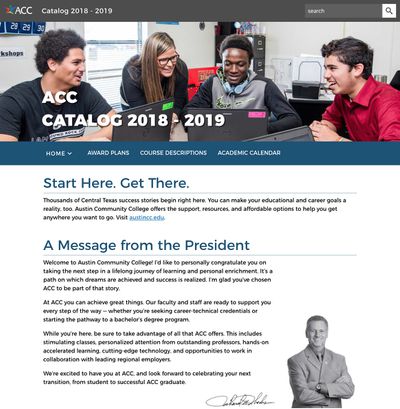 ACC Catalog 2018 - 2019
search
28 29 30
rkshops
ACC
CATALOG 2018 - 2019
HOME AWARD PLANS COURSE DESCRIPTIONS ACADEMIC CALENDAR
Start Here. Get There.
Thousands of Central Texas success stories begin right here. You can make your educational and career goals a
reality, too. Austin Community College offers the support, resources, and affordable options to help you get
anywhere you want to go. Visit austincc.edu.
A Message from the President
Welcome to Austin Community College! I'd like to personally congratulate you on
taking the next step in a lifelong journey of learning and personal enrichment. It's a
path on which dreams are achieved and success is realized. I'm glad you've chosen
ACC to be part of that story.
At ACC you can achieve great things. Our faculty and staff are ready to support you
every step of the way — whether you're seeking career-technical credentials or
starting the pathway to a bachelor's degree program.
While you're here, be sure to take advantage of all that ACC offers. This includes
stimulating classes, personalized attention from outstanding professors, hands-on
accelerated learning, cutting-edge technology, and opportunities to work in
collaboration with leading regional employers.
We're excited to have you at ACC, and look forward to celebrating your next
transition, from student to successful ACC graduate.